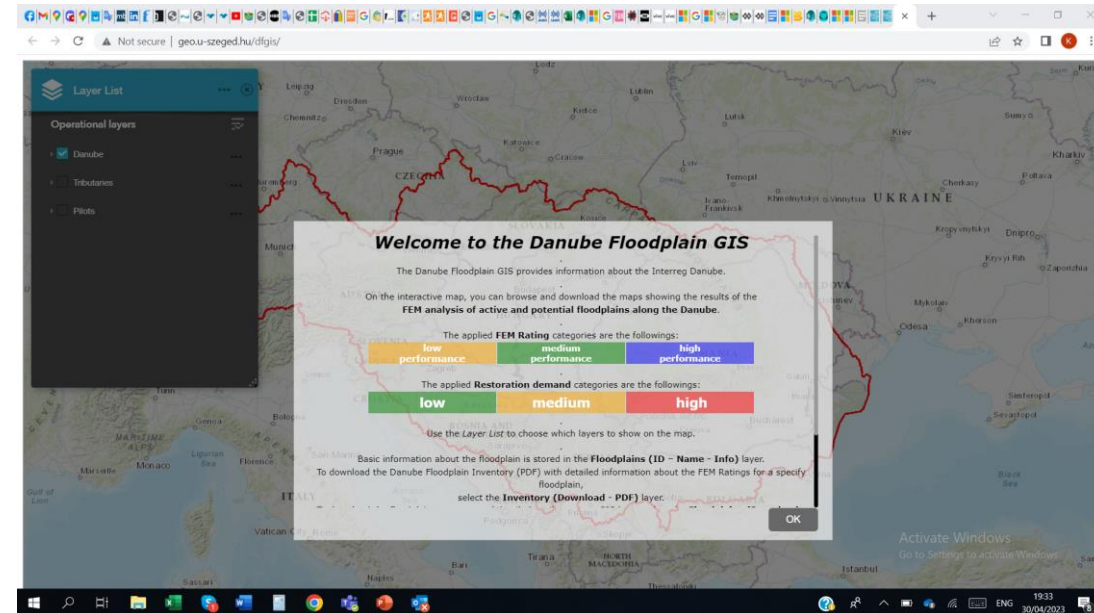 Not secure | geo.u-szeged.hu/dfgis/
Layer List
Operational layers
Danube
Tributaries
Pilots
Leipzig
Dresden
Wroclaw
Lodz
Lublin
Chemnitz
Kielce
Lutsk
Kiev
Sumy
Prague
Katowice
Cracow
Lviv
Ternopil
Kharkiv
Poltava
Cherkasy
Ivano-
Frankivsk
Khmelnytskyi
Vinnytsia
UKRAINE
Kosice
SLOVAKIA
Kropyvnytskyi
Dnipro
Kryvyi Rih
Zaporizhia
Munich
Mykolaiv
Kherson
Odesa
Welcome to the Danube Floodplain GIS
The Danube Floodplain GIS provides information about the Interreg Danube.
On the interactive map, you can browse and download the maps showing the results of the
FEM analysis of active and potential floodplains along the Danube.
The applied FEM Rating categories are the followings:
low
performance
medium
performance
high
performance
The applied Restoration demand categories are the followings:
low
medium
high
Use the Layer List to choose which layers to show on the map.
Basic information about the floodplain is stored in the Floodplains (ID – Name - Info) layer.
To download the Danube Floodplain Inventory (PDF) with detailed information about the FEM Ratings for a specify
floodplain,
select the Inventory (Download - PDF) layer.
OK
Zagreb
Turin
Genoa
Bologna
MARITIME
ALPS
Ligurian
Sea
Florence
Marseille
Monaco
Gulf of
Lion
ITALY
Vatican City
Rome
Podgorica
Skopje
Simferopol
Sevastopol
Black
Sea
Tirana
NORTH
MACEDONIA
Bari
Naples
Sassari
Thessaloniki
Istanbul
Activate Windows
Go to Settings to activate Windows.
ENG
19:33
30/04/2023